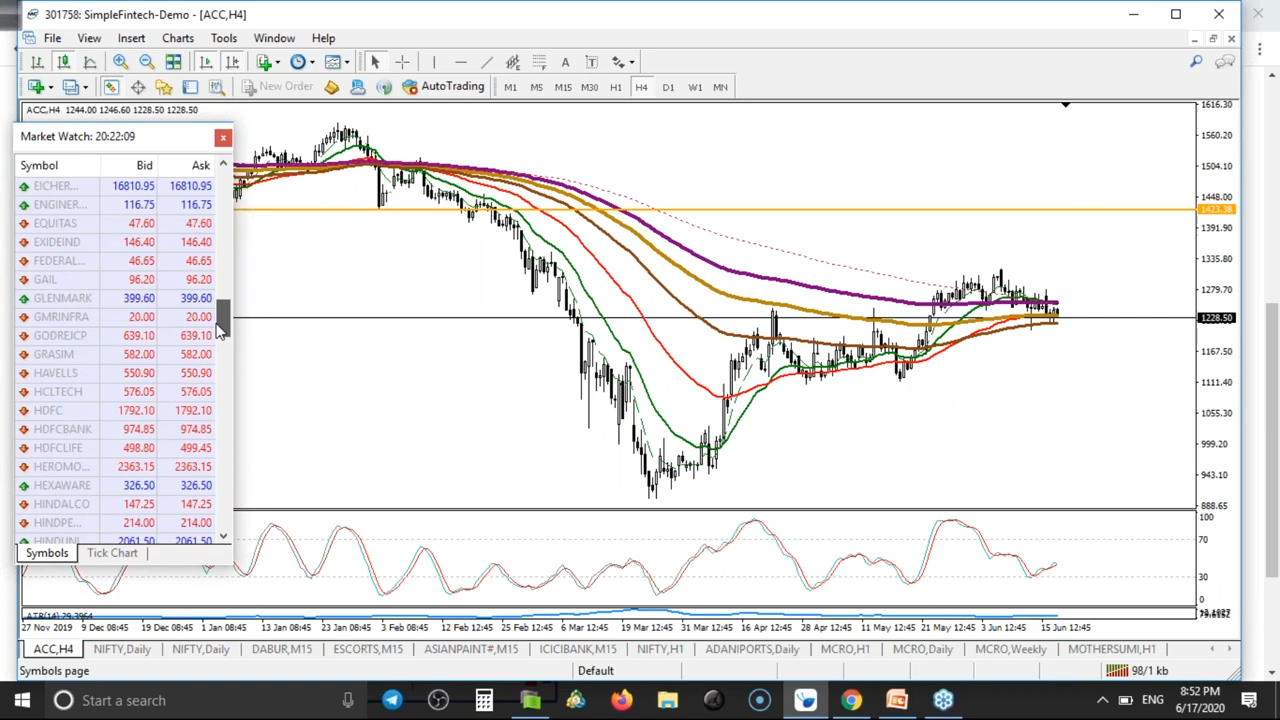 301758: SimpleFintech-Demo - [ACC,H4]
File View Insert Charts Tools Window Help
New Order AutoTrading M1 M5 M15 M30 H1 H4 D1 W1 MN
ACC,H4 1244.00 1246.60 1228.50 1228.50
Market Watch: 20:22:09
Symbol Bid Ask
EICHER... 16810.95 16810.95
ENGINER... 116.75 116.75
EQUITAS 47.60 47.60
EXIDEIND 146.40 146.40
FEDERAL... 46.65 46.65
GAIL 96.20 96.20
GLENMARK 399.60 399.60
GMRINFRA 20.00 20.00
GODREJCP 639.10 639.10
GRASIM 582.00 582.00
HAVELLS 550.90 550.90
HCLTECH 576.05 576.05
HDFC 1792.10 1792.10
HDFCBANK 974.85 974.85
HDFCLIFE 498.80 499.45
HEROMO... 2363.15 2363.15
HEXAWARE 326.50 326.50
HINDALCO 147.25 147.25
HINDPE... 214.00 214.00
HINDUNI 2061.50 2061.50
Symbols Tick Chart
1616.30
1560.20
1504.10
1448.00
1423.38
1391.90
1335.80
1279.70
1228.50
1167.50
1111.40
1055.30
999.20
943.10
888.65
100
70
30
0
ATR(14) 29.3964
27 Nov 2019 9 Dec 08:45 19 Dec 08:45 1 Jan 08:45 13 Jan 08:45 23 Jan 08:45 3 Feb 08:45 12 Feb 12:45 25 Feb 12:45 6 Mar 12:45 19 Mar 12:45 31 Mar 12:45 16 Apr 12:45 28 Apr 12:45 11 May 12:45 21 May 12:45 3 Jun 12:45 15 Jun 12:45
ACC,H4 NIFTY,Daily NIFTY,Daily DABUR,M15 ESCORTS,M15 ASIANPAINT#,M15 ICICIBANK,M15 NIFTY,H1 ADANIPORTS,Daily MCRO,H1 MCRO,Daily MCRO,Weekly MOTHERSUMI,H1
Symbols page Default 98/1 kb
Search ENG 8:52 PM
6/17/2020